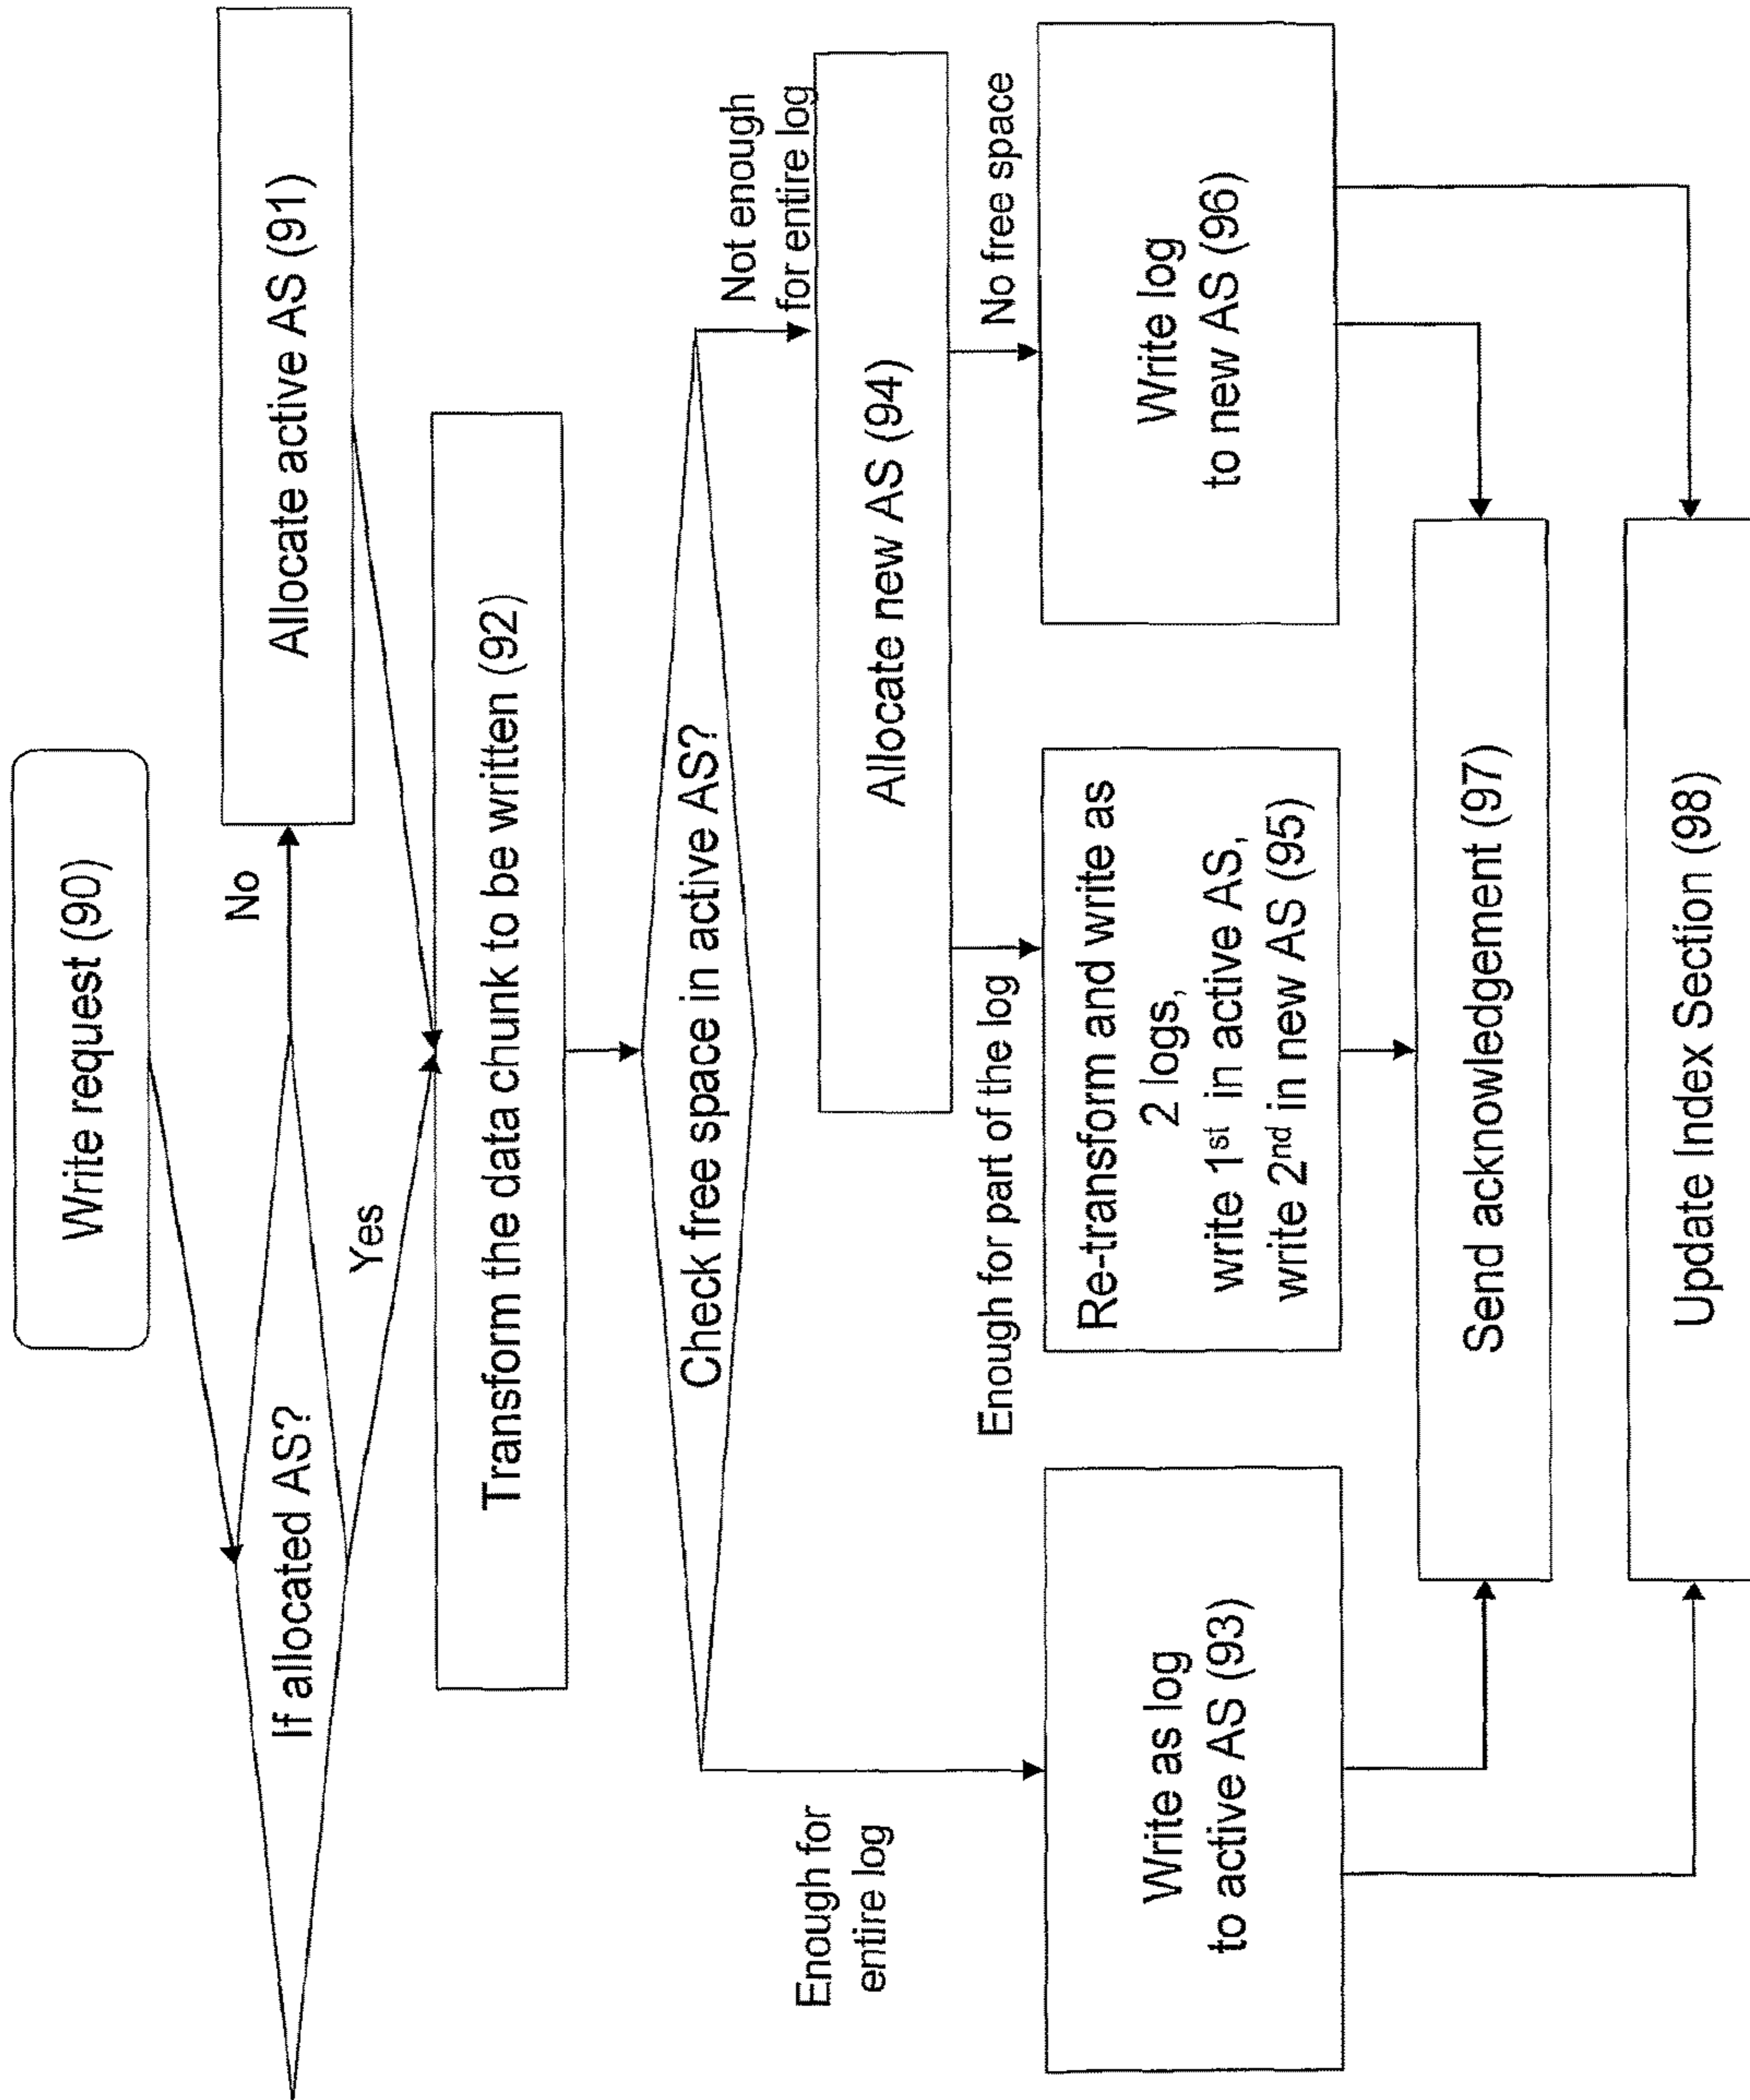 Write request (90)
If allocated AS?
No
Allocate active AS (91)
Yes
Transform the data chunk to be written (92)
Check free space in active AS?
Enough for
entire log
Not enough
for entire log
Allocate new AS (94)
Enough for part of the log
No free space
Write as log
to active AS (93)
Re-transform and write as
2 logs,
write 1st in active AS,
write 2nd in new AS (95)
Write log
to new AS (96)
Send acknowledgement (97)
Update Index Section (98)